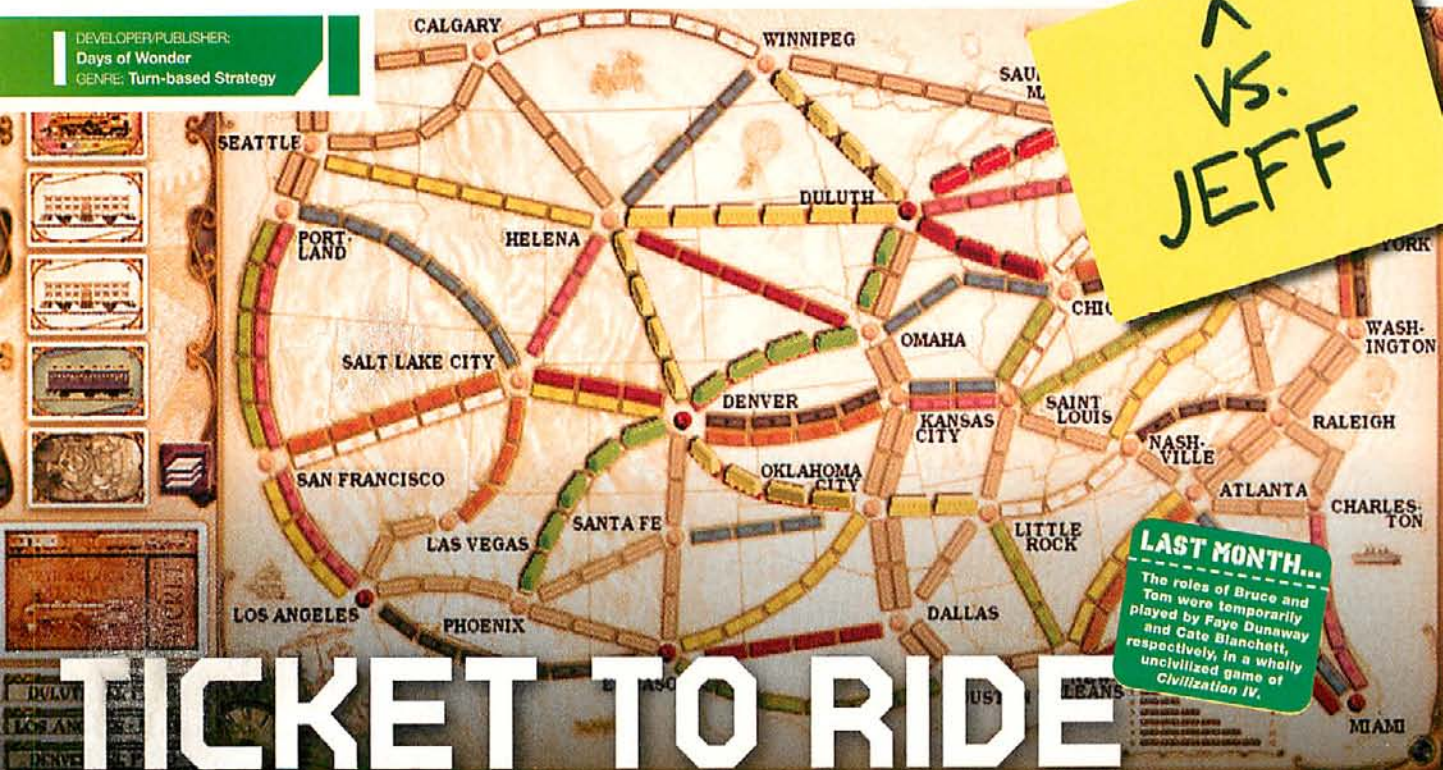 DEVELOPER/PUBLISHER:
Days of Wonder
GENRE: Turn-based Strategy
CALGARY
WINNIPEG
^
VS.
JEFF
SEATTLE
PORT-
LAND
HELENA
DULUTH
YORK
SALT LAKE CITY
OMAHA
WASH-
INGTON
DENVER
KANSAS
CITY
SAINT
LOUIS
RALEIGH
NASH-
VILLE
SAN FRANCISCO
OKLAHOMA
CITY
ATLANTA
CHARLES-
TON
LAS VEGAS
SANTA FE
LITTLE
ROCK
LOS ANGELES
PHOENIX
DALLAS
MIAMI
LAST MONTH...
The roles of Bruce and
Tom were temporarily
played by Faye Dunaway
and Cate Blanchett,
respectively, in a wholly
uncivilized game of
Civilization IV.
TICKET TO RIDE